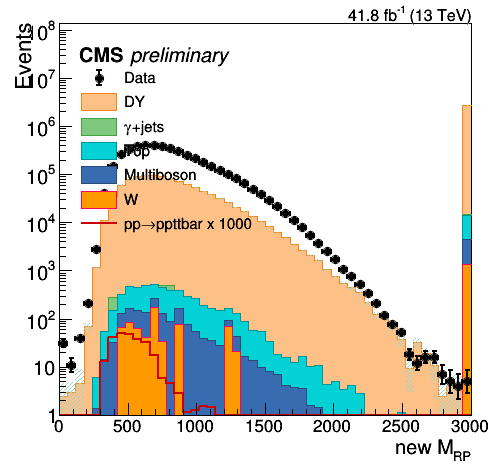 41.8 fb⁻¹ (13 TeV)
Events
CMS preliminary
Data
DY
γ+jets
Top
Multiboson
W
pp→ppttbar x 1000
10⁸
10⁷
10⁶
10⁵
10⁴
10³
10²
10
1
0 500 1000 1500 2000 2500 3000
new M_RP